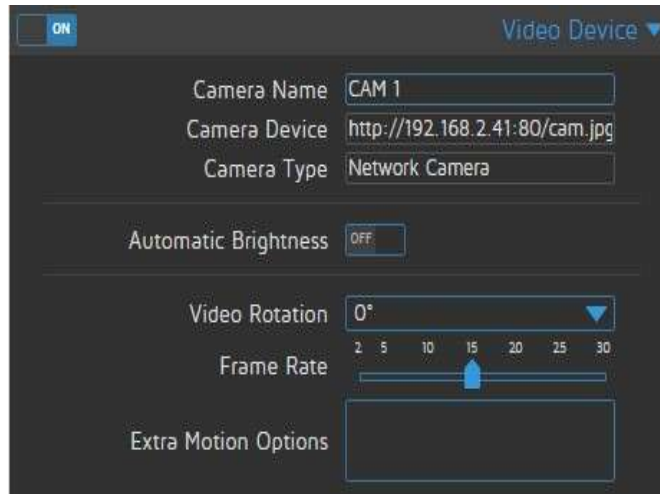 ON
Video Device
Camera Name CAM 1
Camera Device http://192.168.2.41:80/cam.jpg
Camera Type Network Camera
Automatic Brightness OFF
Video Rotation 0°
2 5 10 15 20 25 30
Frame Rate
Extra Motion Options